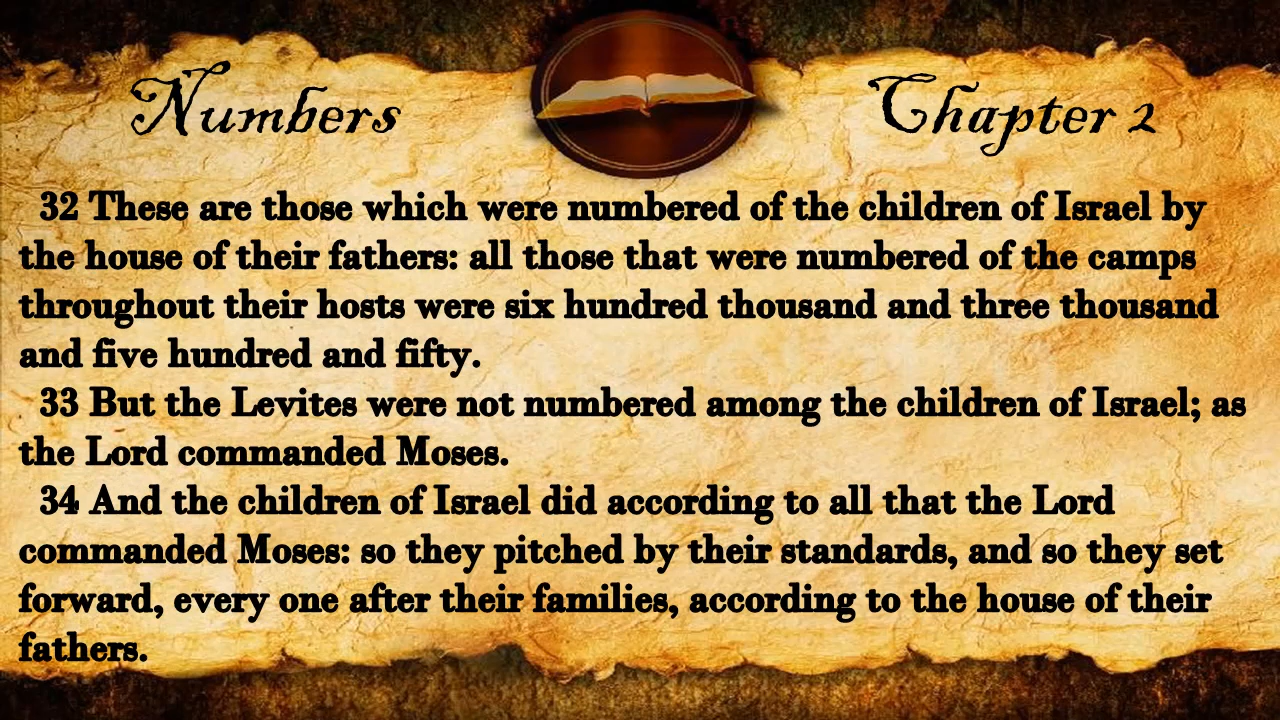 Numbers Chapter 2
32 These are those which were numbered of the children of Israel by
the house of their fathers: all those that were numbered of the camps
throughout their hosts were six hundred thousand and three thousand
and five hundred and fifty.
33 But the Levites were not numbered among the children of Israel; as
the Lord commanded Moses.
34 And the children of Israel did according to all that the Lord
commanded Moses: so they pitched by their standards, and so they set
forward, every one after their families, according to the house of their
fathers.